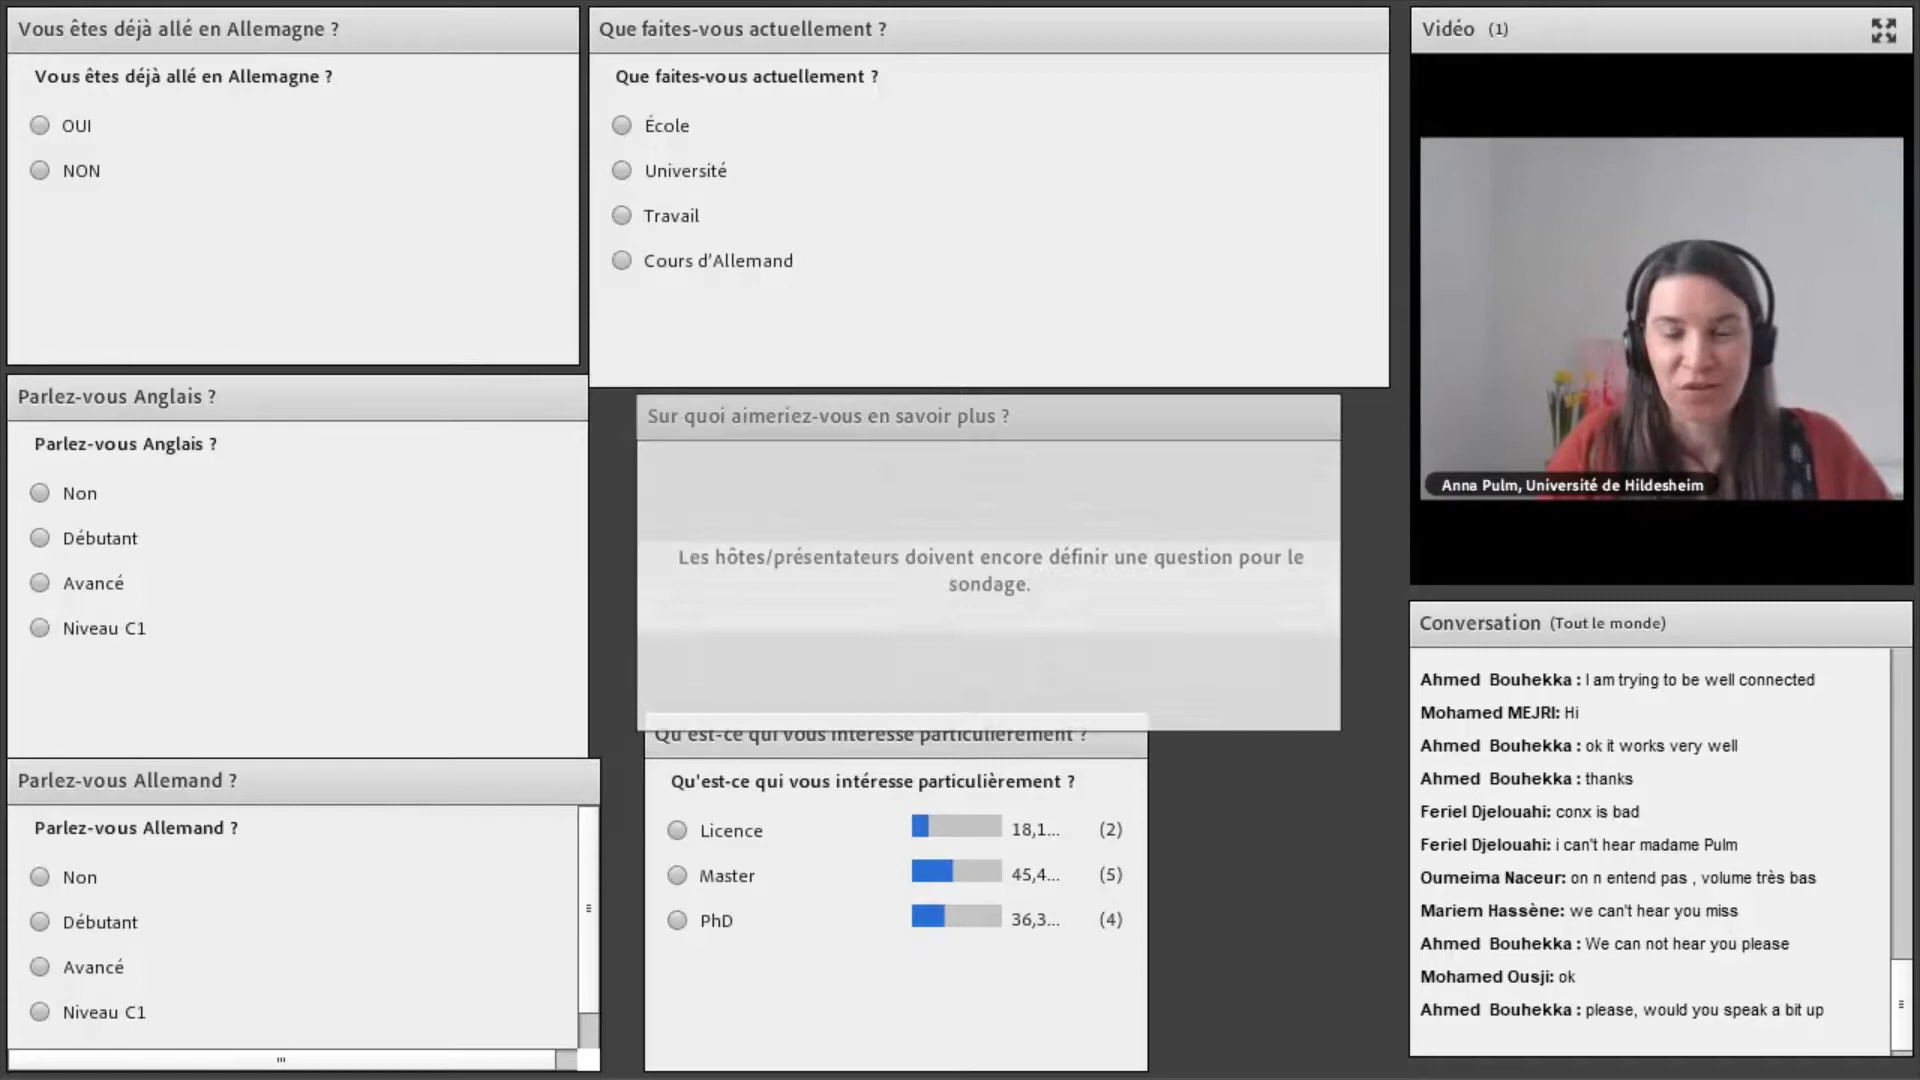 Vous êtes déjà allé en Allemagne ?
Vous êtes déjà allé en Allemagne ?
OUI
NON
Que faites-vous actuellement ?
Que faites-vous actuellement ?
École
Université
Travail
Cours d'Allemand
Parlez-vous Anglais ?
Parlez-vous Anglais ?
Non
Débutant
Avancé
Niveau C1
Sur quoi aimeriez-vous en savoir plus ?
Les hôtes/présentateurs doivent encore définir une question pour le
sondage.
Parlez-vous Allemand ?
Parlez-vous Allemand ?
Non
Débutant
Avancé
Niveau C1
Qu'est-ce qui vous intéresse particulièrement ?
Qu'est-ce qui vous intéresse particulièrement ?
Licence 18,1... (2)
Master 45,4... (5)
PhD 36,3... (4)
Vidéo (1)
Anna Pulm, Université de Hildesheim
Conversation (Tout le monde)
Ahmed Bouhekka : I am trying to be well connected
Mohamed MEJRI: Hi
Ahmed Bouhekka : ok it works very well
Ahmed Bouhekka : thanks
Feriel Djelouahi: conx is bad
Feriel Djelouahi: i can't hear madame Pulm
Oumeima Naceur: on n entend pas , volume très bas
Mariem Hassène: we can't hear you miss
Ahmed Bouhekka : We can not hear you please
Mohamed Ousji: ok
Ahmed Bouhekka : please, would you speak a bit up